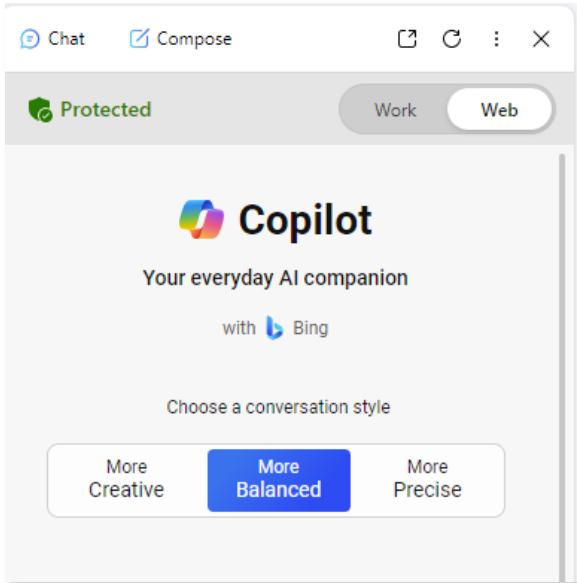 Chat Compose
Protected Work Web
Copilot
Your everyday AI companion
with Bing
Choose a conversation style
More More More
Creative Balanced Precise